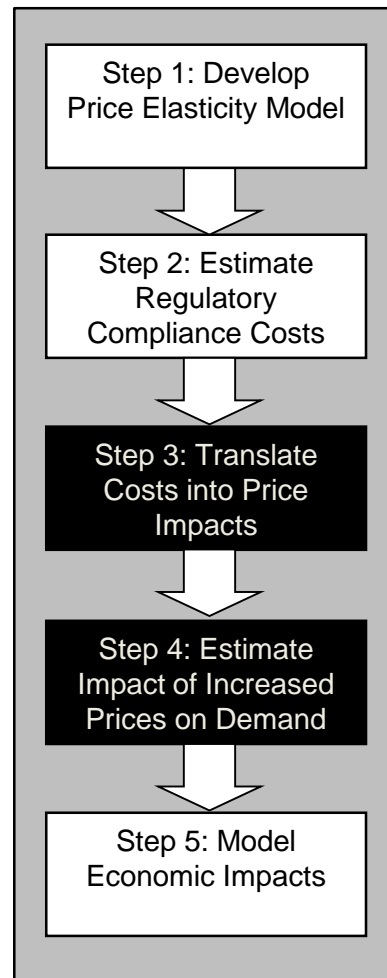 Step 1: Develop
Price Elasticity Model
Step 2: Estimate
Regulatory
Compliance Costs
Step 3: Translate
Costs into Price
Impacts
Step 4: Estimate
Impact of Increased
Prices on Demand
Step 5: Model
Economic Impacts